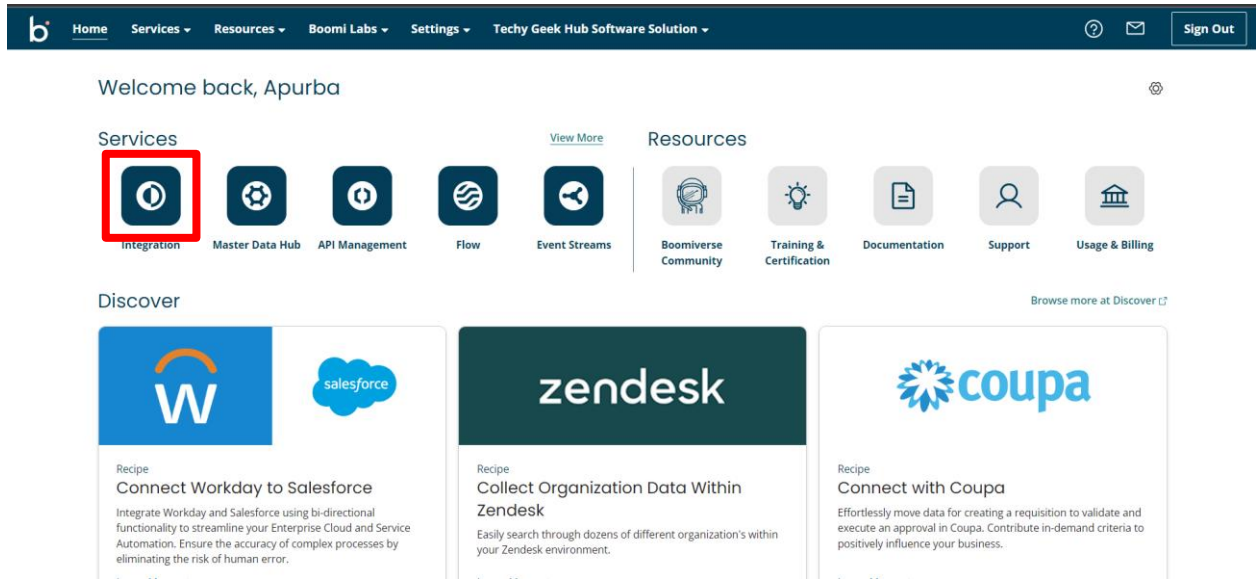 b Home Services Resources Boomi Labs Settings Techy Geek Hub Software Solution Sign Out
Welcome back, Apurba
Services View More Resources
Integration Master Data Hub API Management Flow Event Streams Boomiverse Training & Documentation Support Usage & Billing
Community Certification
Discover Browse more at Discover
W salesforce zendesk coupa
Recipe
Connect Workday to Salesforce
Integrate Workday and Salesforce using bi-directional
functionality to streamline your Enterprise Cloud and Service
Automation. Ensure the accuracy of complex processes by
eliminating the risk of human error.
Recipe
Collect Organization Data Within
Zendesk
Easily search through dozens of different organization's within
your Zendesk environment.
Recipe
Connect with Coupa
Effortlessly move data for creating a requisition to validate and
execute an approval in Coupa. Contribute in-demand criteria to
positively influence your business.